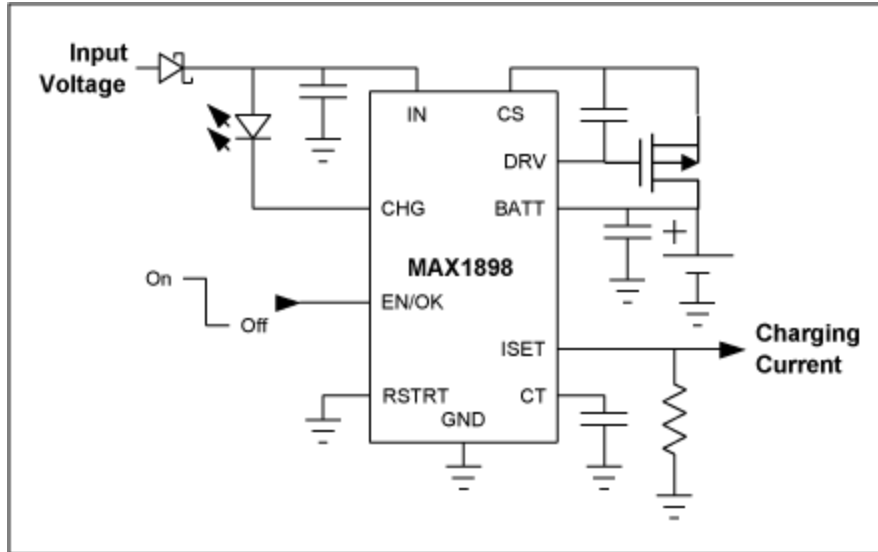 Input
Voltage
IN
CS
DRV
CHG
BATT
MAX1898
On
Off
EN/OK
ISET
Charging
Current
RSTRT
CT
GND
+